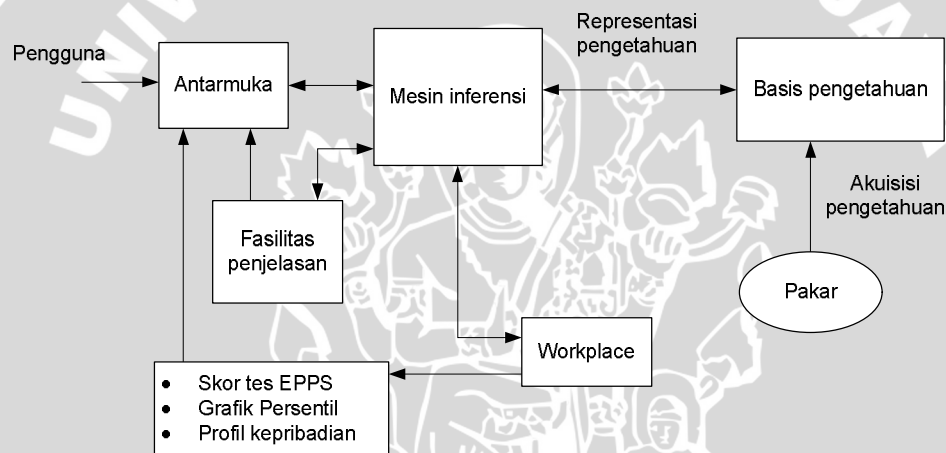 Representasi
pengetahuan
Pengguna
Antarmuka
Mesin inferensi
Basis pengetahuan
Akuisisi
pengetahuan
Fasilitas
penjelasan
Pakar
Workplace
• Skor tes EPPS
• Grafik Persentil
• Profil kepribadian